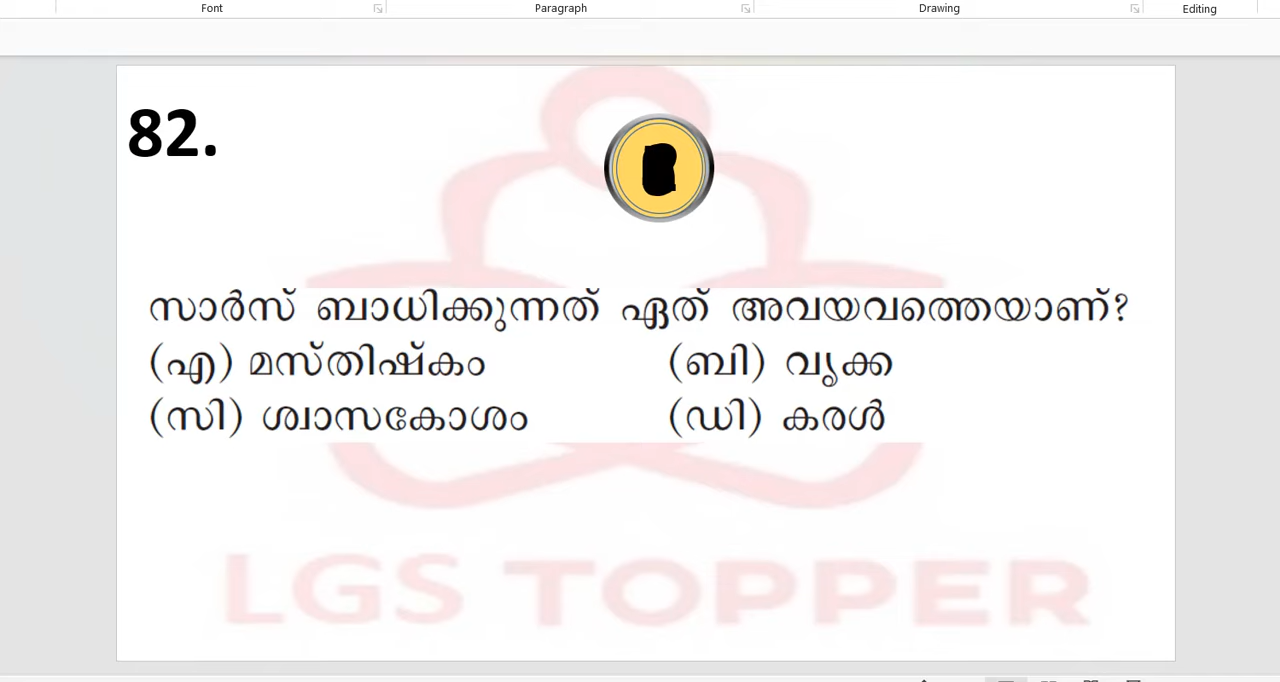 Font Paragraph Drawing Editing
82.
സാർസ് ബാധിക്കുന്നത് ഏത് അവയവത്തെയാണ്?
(എ) മസ്തിഷ്കം (ബി) വൃക്ക
(സി) ശ്വാസകോശം (ഡി) കരൾ
LGS TOPPER